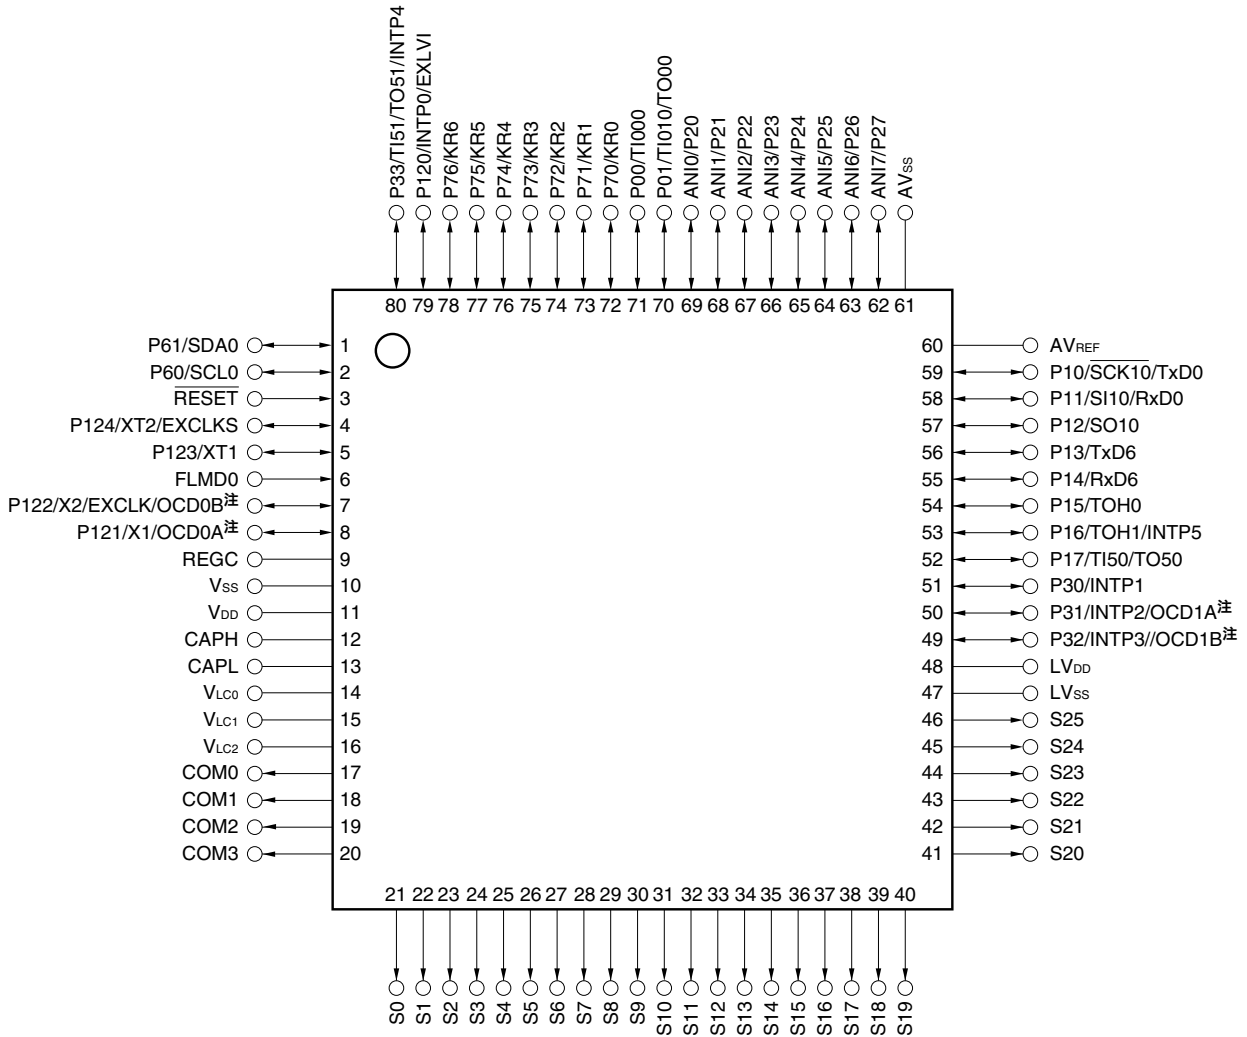 P33/TI51/TO51/INTP4
P120/INTP0/EXLVI
P76/KR6
P75/KR5
P74/KR4
P73/KR3
P72/KR2
P71/KR1
P70/KR0
P00/TI000
P01/TI010/TO00
ANI0/P20
ANI1/P21
ANI2/P22
ANI3/P23
ANI4/P24
ANI5/P25
ANI6/P26
ANI7/P27
AVSS
80 79 78 77 76 75 74 73 72 71 70 69 68 67 66 65 64 63 62 61
P61/SDA0 1
P60/SCL0 2
RESET 3
P124/XT2/EXCLKS 4
P123/XT1 5
FLMD0 6
P122/X2/EXCLK/OCD0B注 7
P121/X1/OCD0A注 8
REGC 9
VSS 10
VDD 11
CAPH 12
CAPL 13
VLC0 14
VLC1 15
VLC2 16
COM0 17
COM1 18
COM2 19
COM3 20
60 AVREF
59 P10/SCK10/TxD0
58 P11/SI10/RxD0
57 P12/SO10
56 P13/TxD6
55 P14/RxD6
54 P15/TOH0
53 P16/TOH1/INTP5
52 P17/TI50/TO50
51 P30/INTP1
50 P31/INTP2/OCD1A注
49 P32/INTP3//OCD1B注
48 LVDD
47 LVSS
46 S25
45 S24
44 S23
43 S22
42 S21
41 S20
21 22 23 24 25 26 27 28 29 30 31 32 33 34 35 36 37 38 39 40
S0
S1
S2
S3
S4
S5
S6
S7
S8
S9
S10
S11
S12
S13
S14
S15
S16
S17
S18
S19